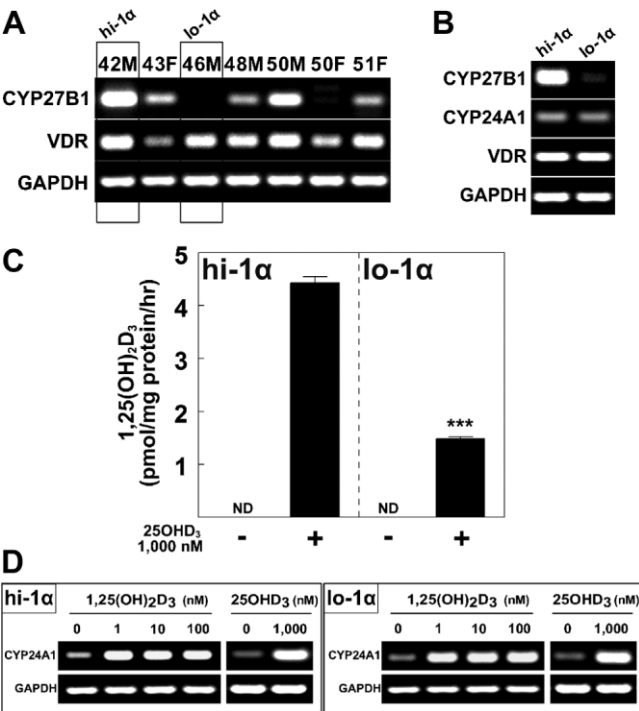 A
hi-1α
lo-1α
42M 43F 46M 48M 50M 50F 51F
CYP27B1
VDR
GAPDH
B
hi-1α
lo-1α
CYP27B1
CYP24A1
VDR
GAPDH
C
1,25(OH)₂D₃
(pmol/mg protein/hr)
5
4
3
2
1
hi-1α
lo-1α
ND
ND
***
25OHD₃
1,000 nM
- + - +
D
hi-1α
1,25(OH)₂D₃ (nM)
25OHD₃ (nM)
0 1 10 100
0 1,000
CYP24A1
GAPDH
lo-1α
1,25(OH)₂D₃ (nM)
25OHD₃ (nM)
0 1 10 100
0 1,000
CYP24A1
GAPDH